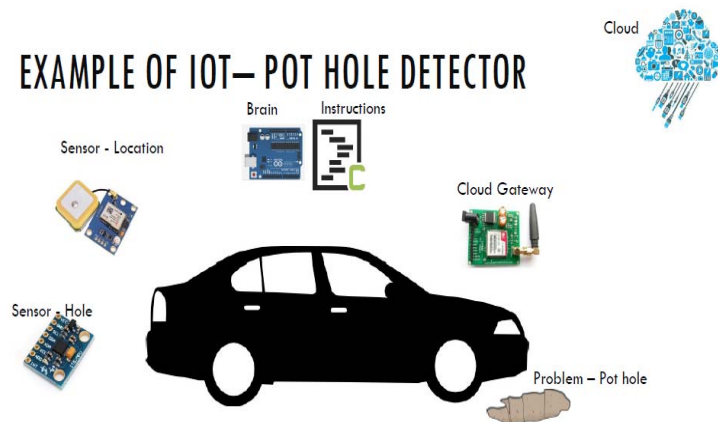 Cloud
EXAMPLE OF IOT– POT HOLE DETECTOR
Brain
Instructions
Sensor - Location
C
Cloud Gateway
Sensor - Hole
Problem – Pot hole